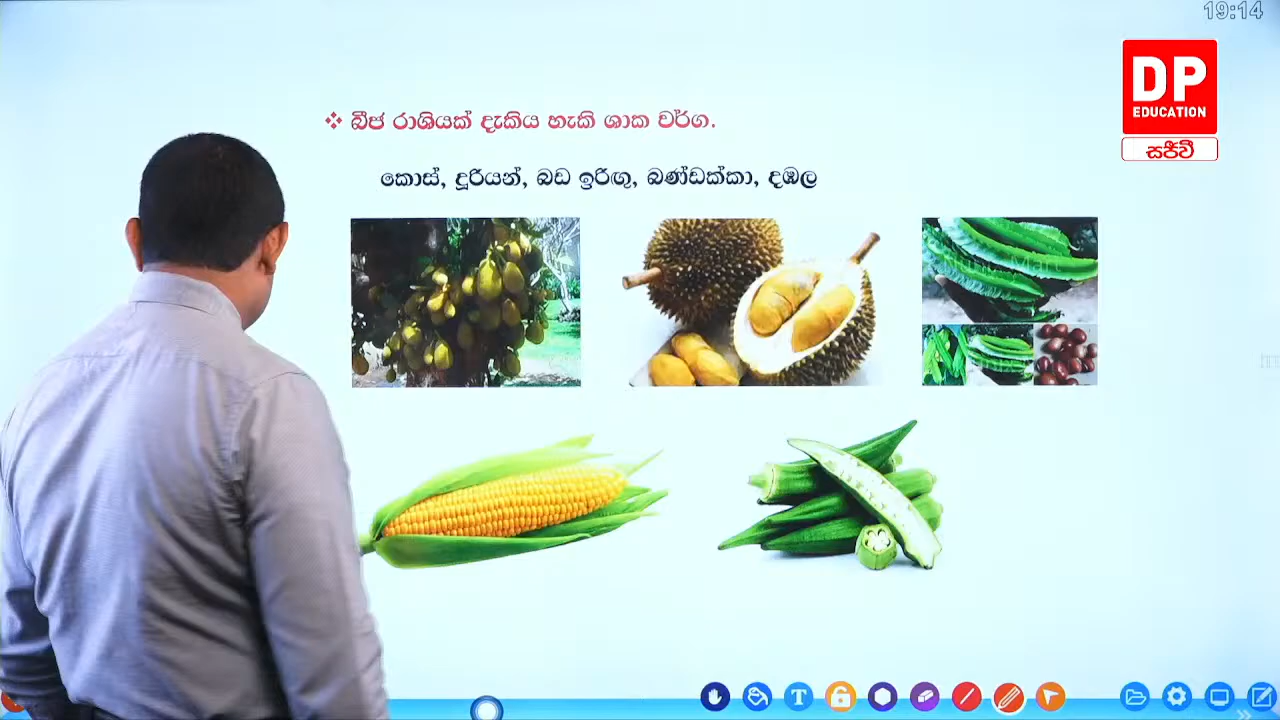 19:14
DP
EDUCATION
සජීවී
❖ බීජ රාශියක් දැකිය හැකි ශාක වර්ග.
කොස්, දූරියන්, බඩ ඉරිඟු, බණ්ඩක්කා, දඹල